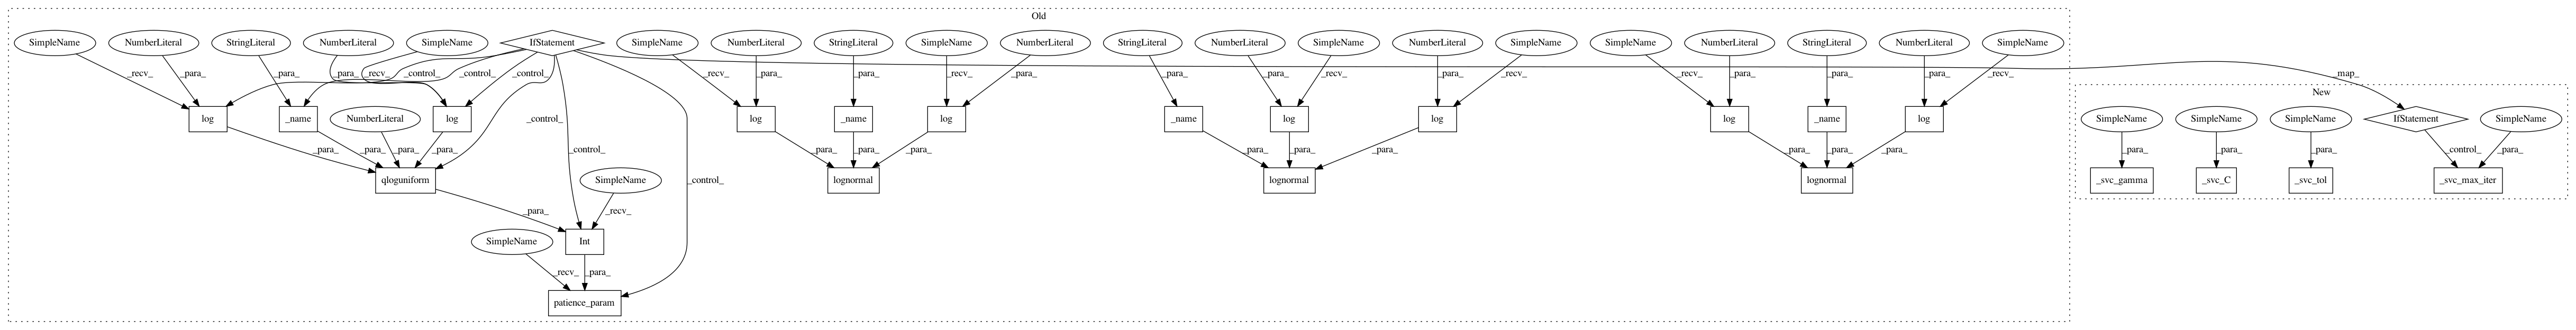 Old
SimpleName NumberLiteral StringLiteral NumberLiteral SimpleName IfStatement SimpleName NumberLiteral StringLiteral SimpleName NumberLiteral StringLiteral NumberLiteral SimpleName NumberLiteral SimpleName SimpleName NumberLiteral StringLiteral NumberLiteral SimpleName
_recv_ _para_ _para_ _para_ _recv_ _control_ _control_ _control_ _recv_ _para_ _para_ _recv_ _para_ _para_ _para_ _recv_ _para_ _recv_ _recv_ _para_ _para_ _para_ _recv_ _map_
New
log _name NumberLiteral log _control_ log log _name log _name log log log _name log SimpleName SimpleName SimpleName IfStatement SimpleName
_para_ _para_ _para_ _para_ _control_ _para_ _para_ _para_ _para_ _para_ _para_ _para_ _para_ _para_ _para_ _para_ _para_ _control_ _para_
qloguniform SimpleName _control_ lognormal lognormal lognormal _svc_gamma _svc_C _svc_tol _svc_max_iter
_para_ _recv_
SimpleName Int
_recv_ _para_
patience_param